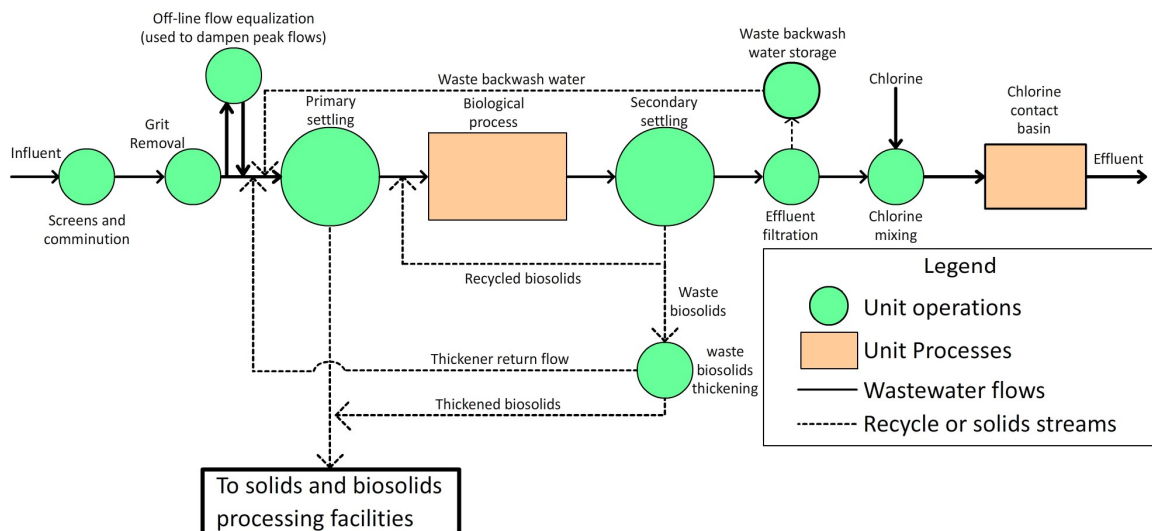 Off-line flow equalization
(used to dampen peak flows)
Waste backwash
water storage
Waste backwash water
Chlorine
Primary
settling
Biological
process
Secondary
settling
Chlorine
contact
basin
Grit
Removal
Influent
Effluent
Screens and
comminution
Effluent
filtration
Chlorine
mixing
Recycled biosolids
Waste
biosolids
Thickener return flow
waste
biosolids
thickening
Thickened biosolids
To solids and biosolids
processing facilities
Legend
Unit operations
Unit Processes
Wastewater flows
Recycle or solids streams